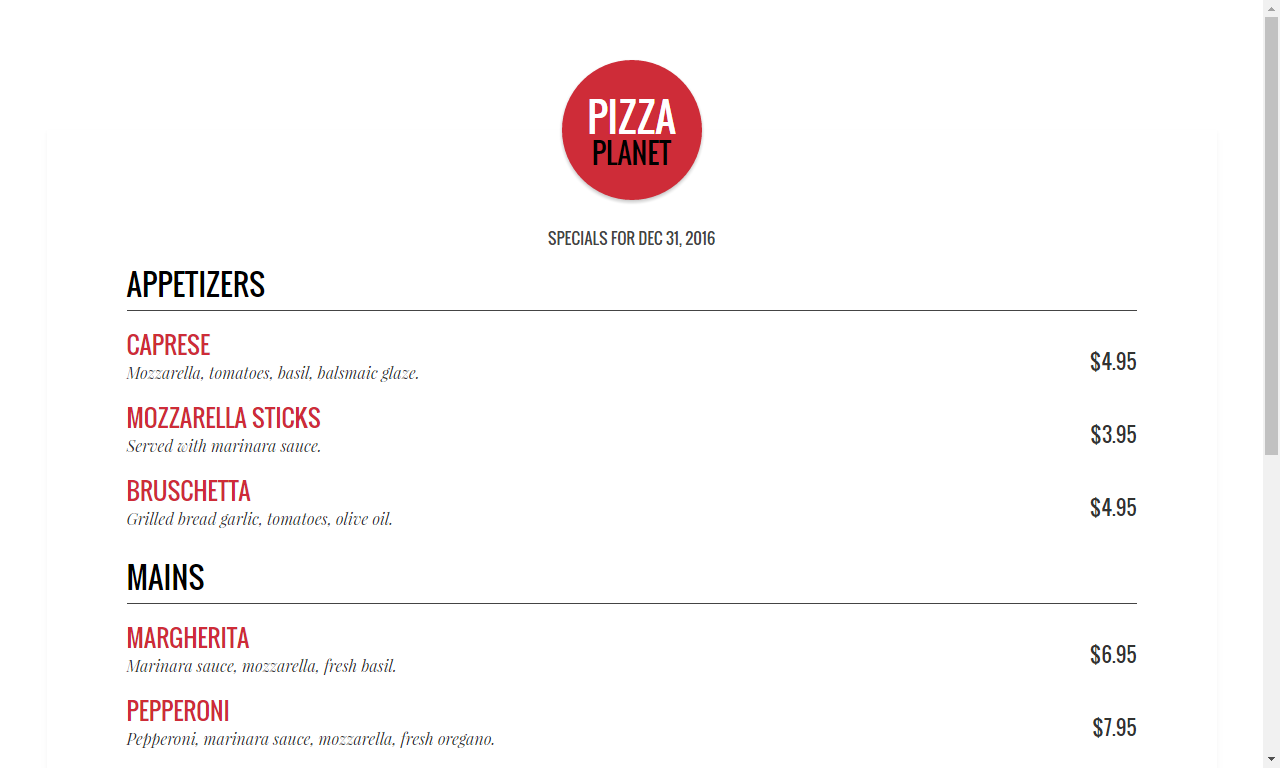 PIZZA
PLANET
SPECIALS FOR DEC 31, 2016
APPETIZERS
CAPRESE
Mozzarella, tomatoes, basil, balsmaic glaze.
$4.95
MOZZARELLA STICKS
Served with marinara sauce.
$3.95
BRUSCHETTA
Grilled bread garlic, tomatoes, olive oil.
$4.95
MAINS
MARGHERITA
Marinara sauce, mozzarella, fresh basil.
$6.95
PEPPERONI
Pepperoni, marinara sauce, mozzarella, fresh oregano.
$7.95